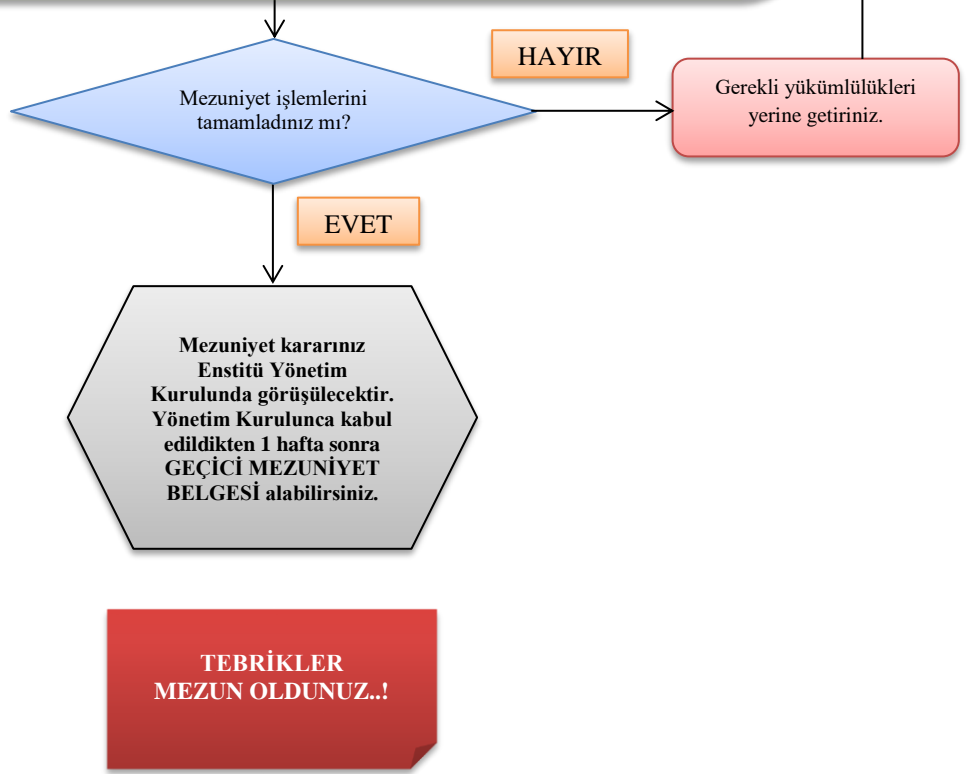 HAYIR
Mezuniyet işlemlerini
tamamladınız mı?
Gerekli yükümlülükleri
yerine getiriniz.
EVET
Mezuniyet kararınız
Enstitü Yönetim
Kurulunda görüşülecektir.
Yönetim Kurulunca kabul
edildikten 1 hafta sonra
GEÇİCİ MEZUNİYET
BELGESİ alabilirsiniz.
TEBRİKLER
MEZUN OLDUNUZ..!